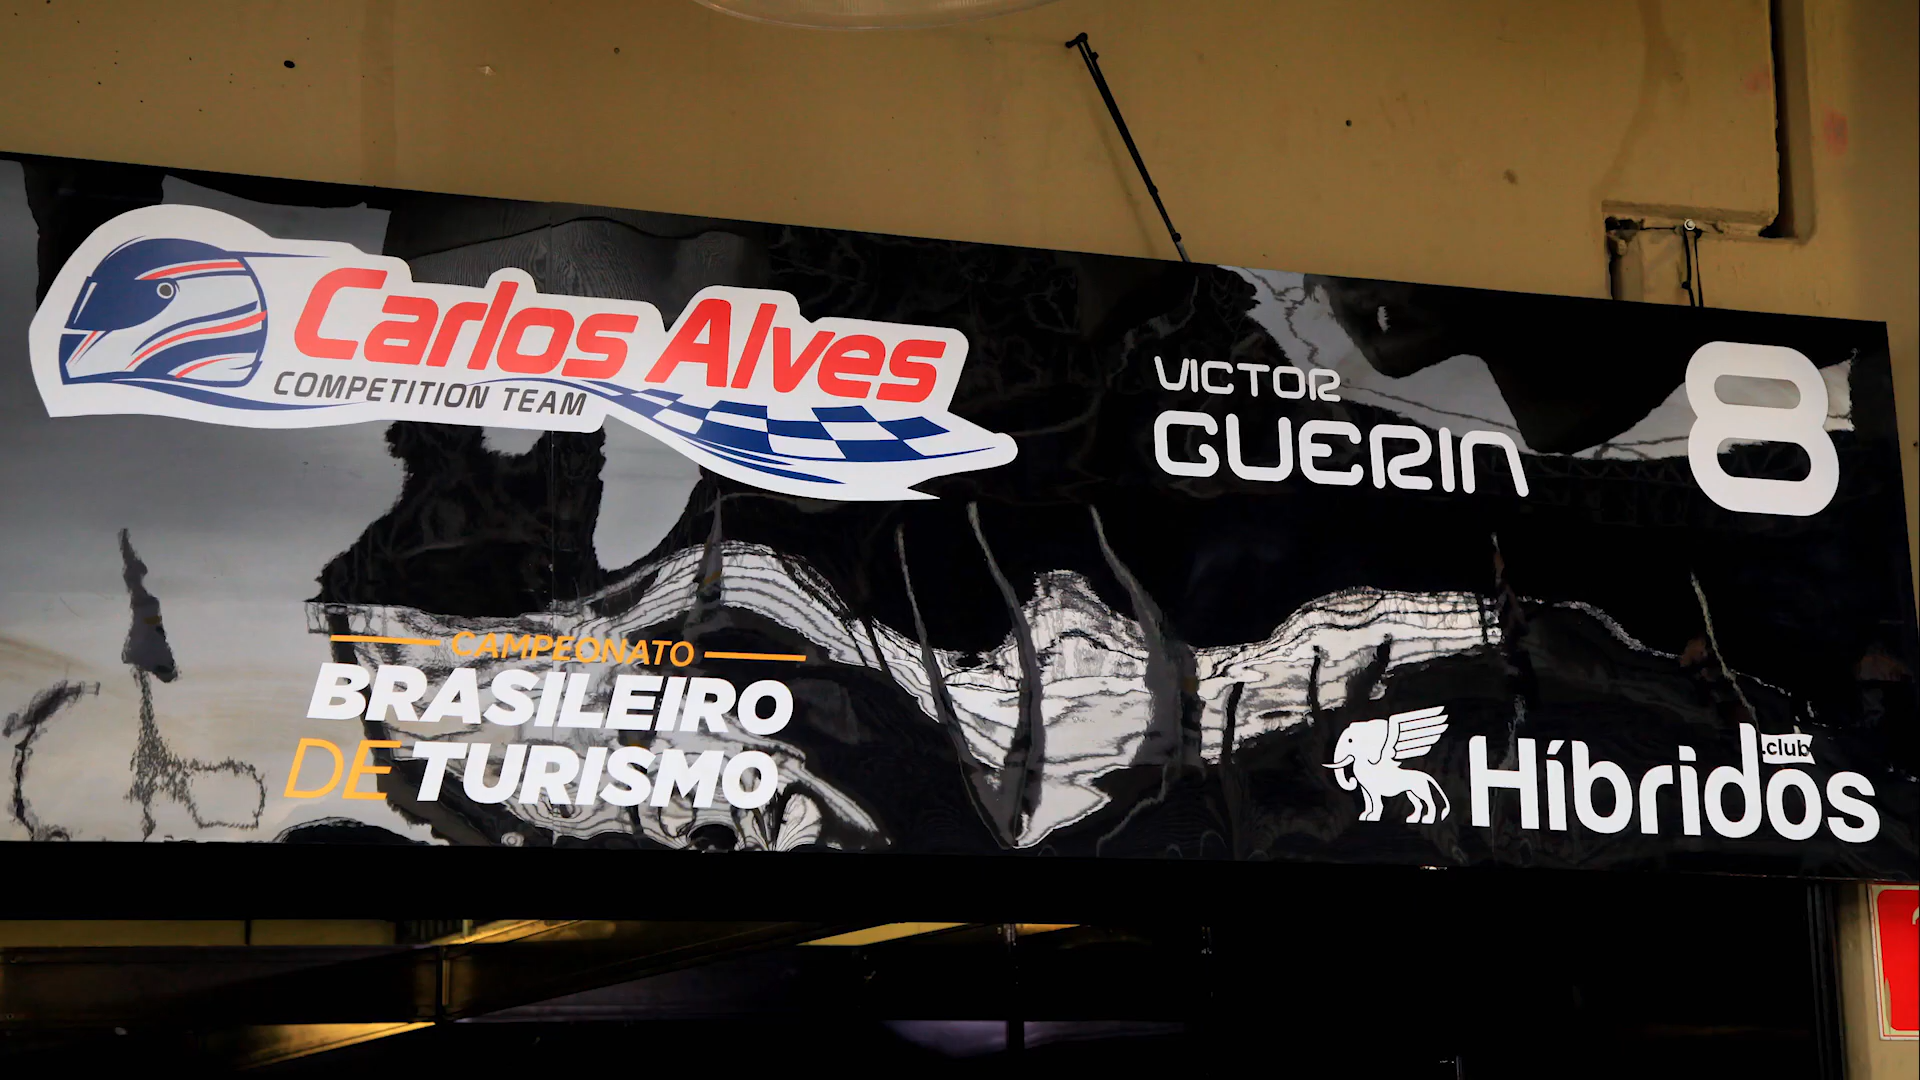 Carlos Alves
COMPETITION TEAM
VICTOR
GUERIN
8
CAMPEONATO
BRASILEIRO
DE TURISMO
Híbridos
.club